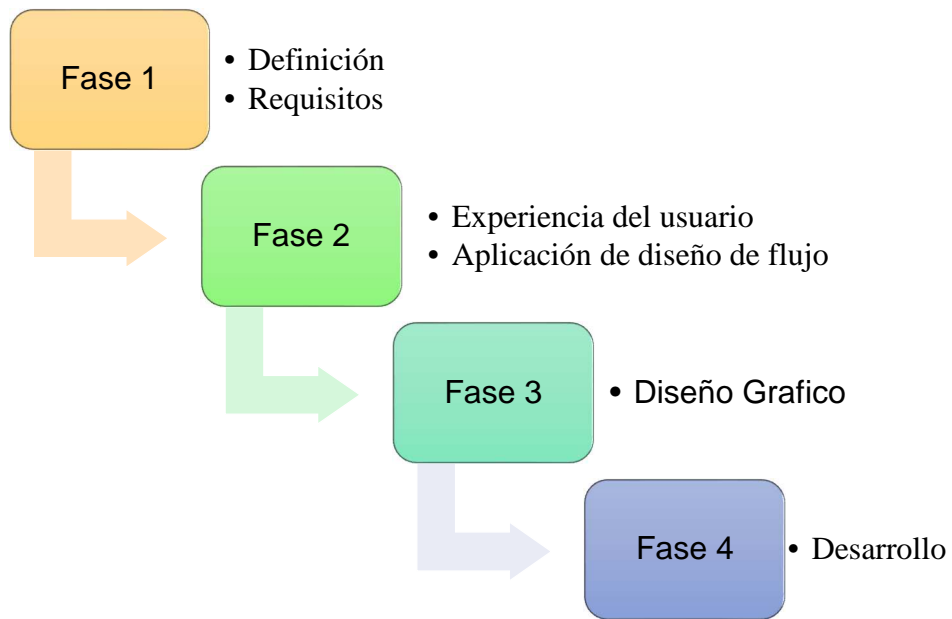 Fase 1
• Definición
• Requisitos
Fase 2
• Experiencia del usuario
• Aplicación de diseño de flujo
Fase 3
• Diseño Grafico
Fase 4
• Desarrollo